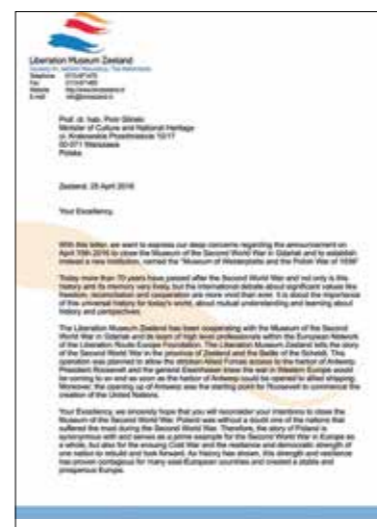 Liberation Museum Zeeland
Telephone
Fax
Website
E-mail
Prof. dr. hab. Piotr Gliński
Minister of Culture and National Heritage
ul. Krakowskie Przedmieście 15/17
00-071 Warszawa
Polska
Zeeland, 25 April 2016
Your Excellency,
With this letter, we want to express our deep concerns regarding the announcement on
April 15th 2016 to close the Museum of the Second World War in Gdańsk and to establish
instead a new institution, named the "Museum of Westerplatte and the Polish War of 1939"
Today more than 70 years have passed after the Second World War and not only is this
history and its memory very lively, but the international debate about significant values like
freedom, reconciliation and cooperation are more vivid than ever. It is about the importance
of this universal history for today's world, about mutual understanding and learning about
history and perspectives.
The Liberation Museum Zeeland has been cooperating with the Museum of the Second
World War in Gdańsk and its team of high level professionals within the European Network
of the Liberation Route Europe Foundation. The Liberation Museum Zeeland tells the story
of the Second World War in the province of Zeeland and the Battle of the Scheldt. This
operation was planned to allow the Allied Forces access to the harbor of Antwerp.
President Roosevelt and the general Eisenhower knew the war in Western Europe would
be coming to an end as soon as the harbor of Antwerp could be opened to allied shipping.
Moreover, the opening up of Antwerp was the starting point for Roosevelt to commence the
creation of the United Nations.
Your Excellency, we sincerely hope that you will reconsider your intentions to close the
Museum of the Second World War. Poland was without a doubt one of the nations that
suffered the most during the Second World War. Therefore, the story of Poland is
synonymous with and serves as a prime example for the Second World War in Europe as
a whole, but also for the ensuing Cold War and the resilience and democratic strength of
one nation to rebuild and look forward. As history has shown, this strength and resilience
has proven contagious for many east-European countries and created a stable and
prosperous Europe.